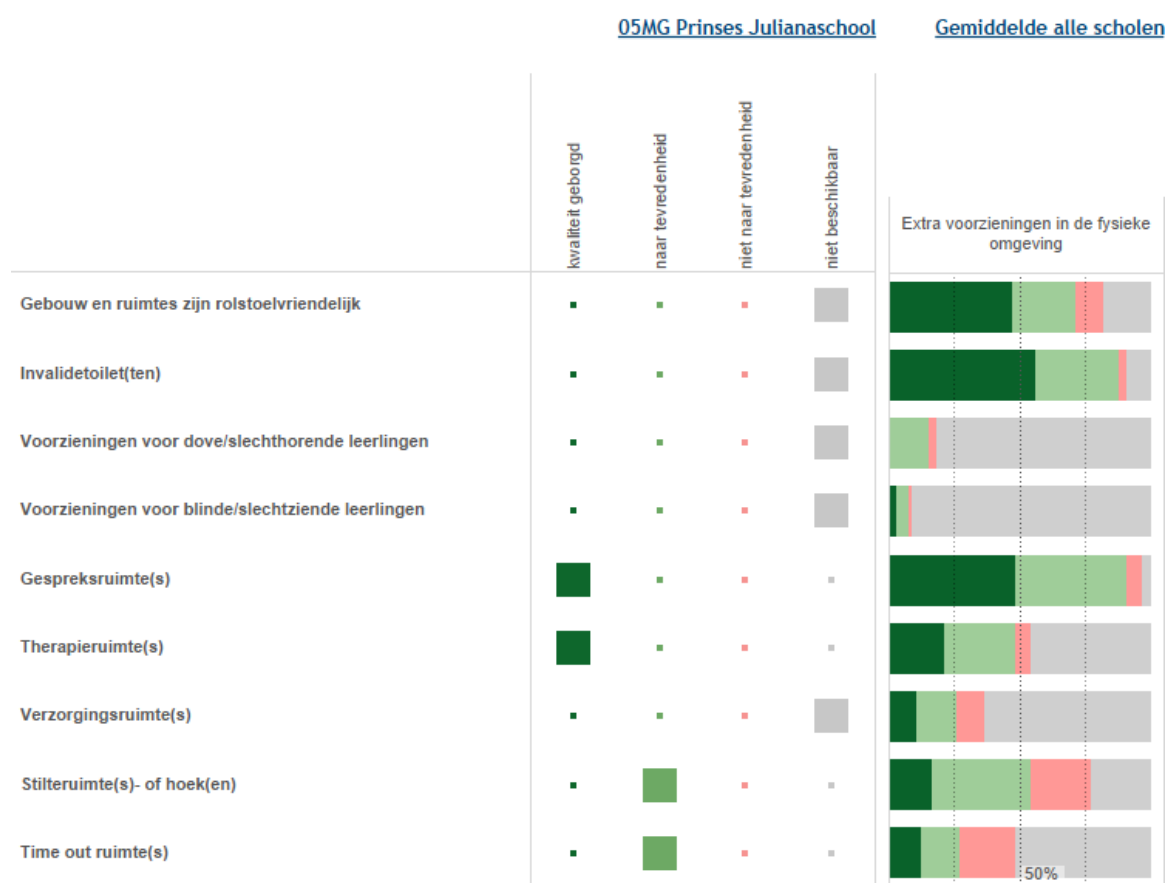 05MG Prinses Julianaschool
Gemiddelde alle scholen
kwaliteit geborgd
naar tevredenheid
niet naar tevredenheid
niet beschikbaar
Extra voorzieningen in de fysieke
omgeving
Gebouw en ruimtes zijn rolstoelvriendelijk
Invalidetoilet(ten)
Voorzieningen voor dove/slechthorende leerlingen
Voorzieningen voor blinde/slechtziende leerlingen
Gespreksruimte(s)
Therapieruimte(s)
Verzorgingsruimte(s)
Stilteruimte(s)- of hoek(en)
Time out ruimte(s)
50%